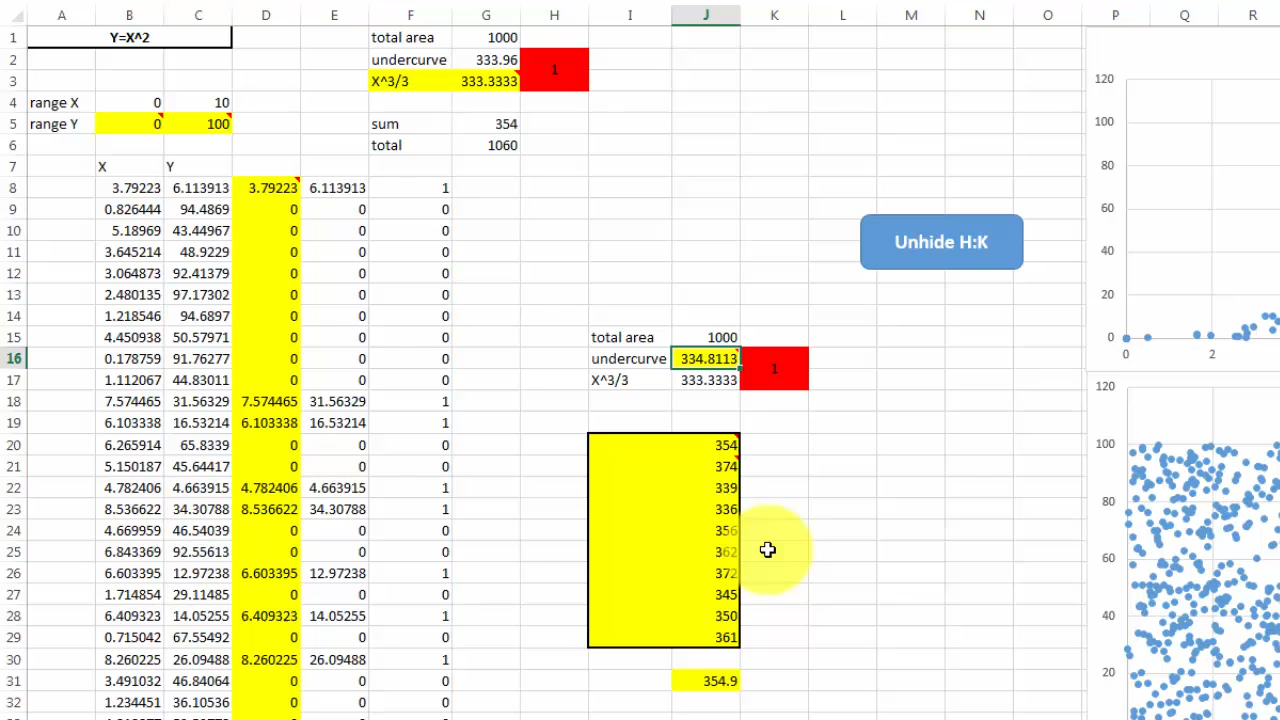 A B C D E F G H I J K L M N O P Q R
1 Y=X^2 total area 1000
2 undercurve 333.96 1
3 X^3/3 333.3333
4 range X 0 10
5 range Y 0 100 sum 354
6 total 1060
7 X Y
8 3.79223 6.113913 3.79223 6.113913 1
9 0.826444 94.4869 0 0 0
10 5.18969 43.44967 0 0 0
11 3.645214 48.9229 0 0 0
Unhide H:K
12 3.064873 92.41379 0 0 0
13 2.480135 97.17302 0 0 0
14 1.218546 94.6897 0 0 0
15 4.450938 50.57971 0 0 0 total area 1000
16 0.178759 91.76277 0 0 0 undercurve 334.8113 1
17 1.112067 44.83011 0 0 0 X^3/3 333.3333
18 7.574465 31.56329 7.574465 31.56329 1
19 6.103338 16.53214 6.103338 16.53214 1
20 6.265914 65.8339 0 0 0 354
21 5.150187 45.64417 0 0 0 374
22 4.782406 4.663915 4.782406 4.663915 1 339
23 8.536622 34.30788 8.536622 34.30788 1 336
24 4.669959 46.54039 0 0 0 356
25 6.843369 92.55613 0 0 0 362
26 6.603395 12.97238 6.603395 12.97238 1 372
27 1.714854 29.11485 0 0 0 345
28 6.409323 14.05255 6.409323 14.05255 1 350
29 0.715042 67.55492 0 0 0 361
30 8.260225 26.09488 8.260225 26.09488 1
31 3.491032 46.84064 0 0 0 354.9
32 1.234451 36.10536 0 0 0
120
100
80
60
40
20
0
0 2
120
100
80
60
40
20